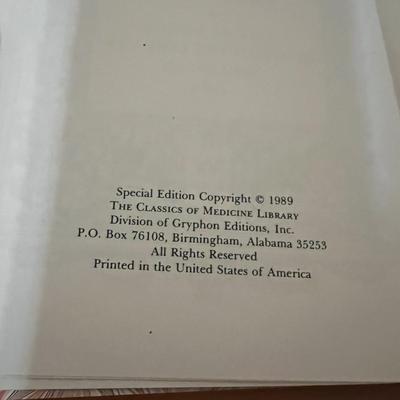 Special Edition Copyright © 1989
THE CLASSICS OF MEDICINE LIBRARY
Division of Gryphon Editions, Inc.
P.O. Box 76108, Birmingham, Alabama 35253
All Rights Reserved
Printed in the United States of America